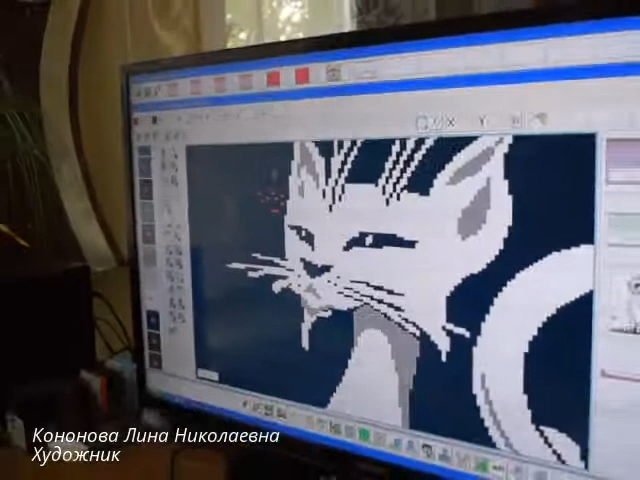 Кононова Лина Николаевна
Художник